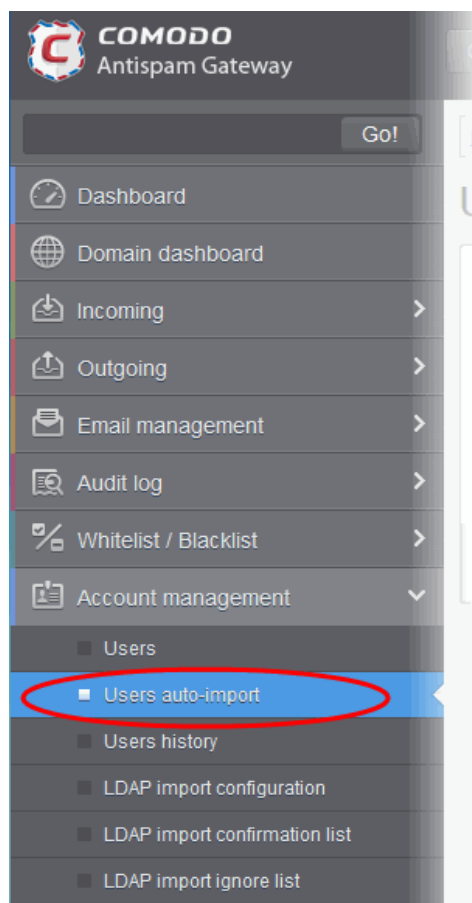 COMODO
Antispam Gateway
Go!
Dashboard
Domain dashboard
Incoming
Outgoing
Email management
Audit log
Whitelist / Blacklist
Account management
Users
Users auto-import
Users history
LDAP import configuration
LDAP import confirmation list
LDAP import ignore list